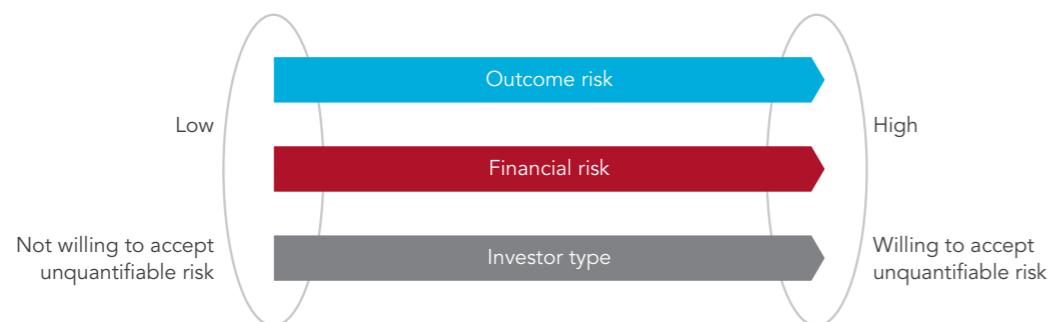 Outcome risk
Low
High
Financial risk
Not willing to accept
unquantifiable risk
Investor type
Willing to accept
unquantifiable risk